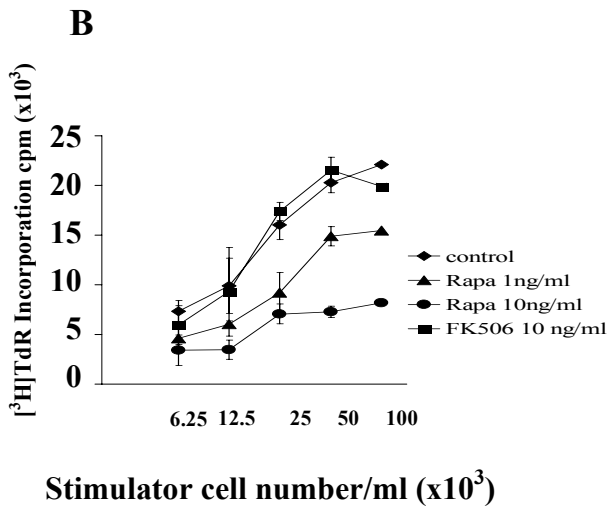 B
[³H]TdR Incorporation cpm (x10³)
25
20
15
10
5
0
control
Rapa 1ng/ml
Rapa 10ng/ml
FK506 10 ng/ml
6.25 12.5 25 50 100
Stimulator cell number/ml (x10³)